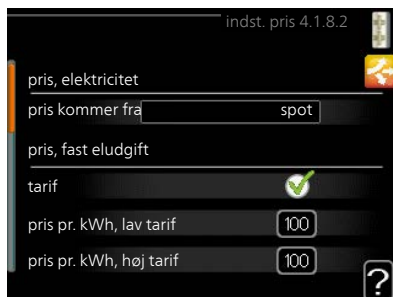 indst. pris 4.1.8.2
pris, elektricitet
pris kommer fra spot
pris, fast eludgift
tarif
pris pr. kWh, lav tarif 100
pris pr. kWh, høj tarif 100
?